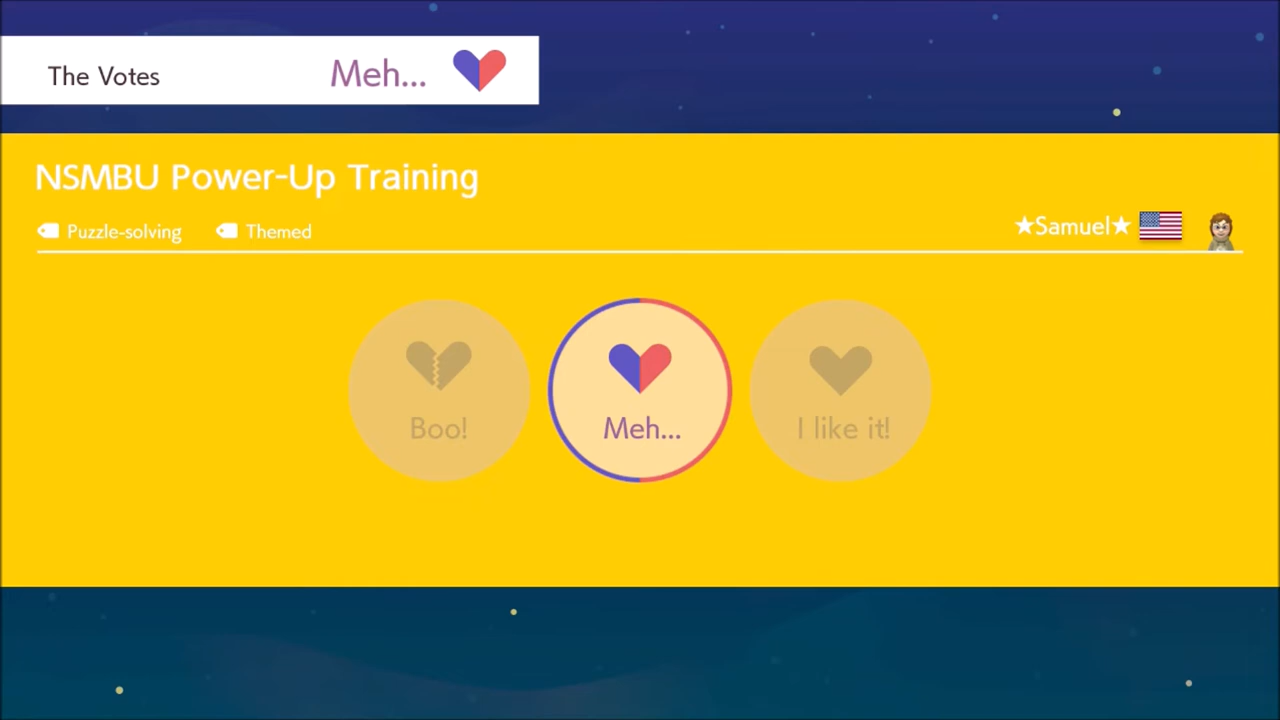 The Votes
Meh...
NSMBU Power-Up Training
Puzzle-solving
Themed
★Samuel★
Boo!
Meh...
I like it!